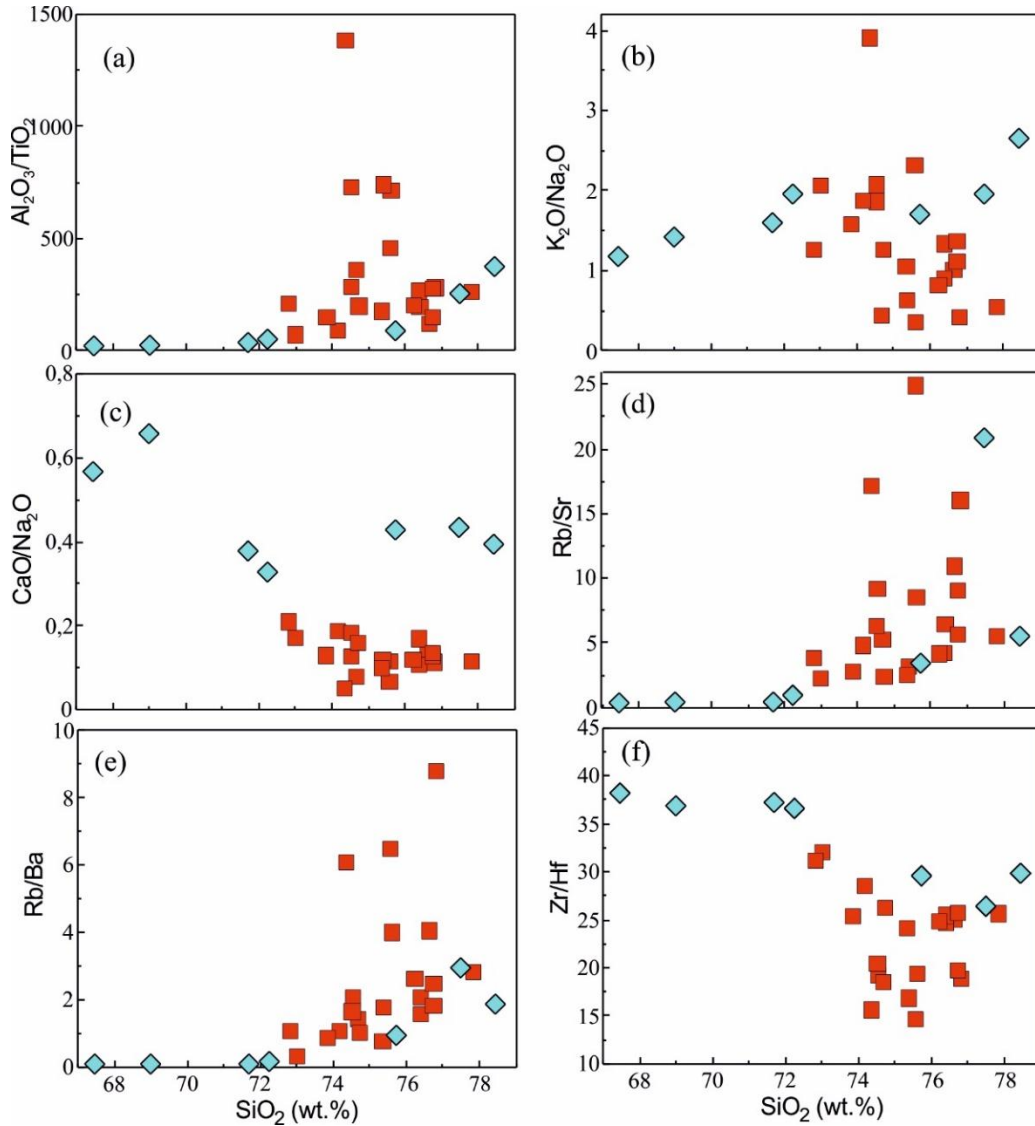 (a)
1500
1000
500
0
Al₂O₃/TiO₂
(b)
4
3
2
1
0
K₂O/Na₂O
(c)
0,8
0,6
0,4
0,2
0
CaO/Na₂O
(d)
25
20
15
10
5
0
Rb/Sr
(e)
10
8
6
4
2
0
Rb/Ba
68 70 72 74 76 78
SiO₂ (wt.%)
(f)
45
40
35
30
25
20
15
10
Zr/Hf
68 70 72 74 76 78
SiO₂ (wt.%)